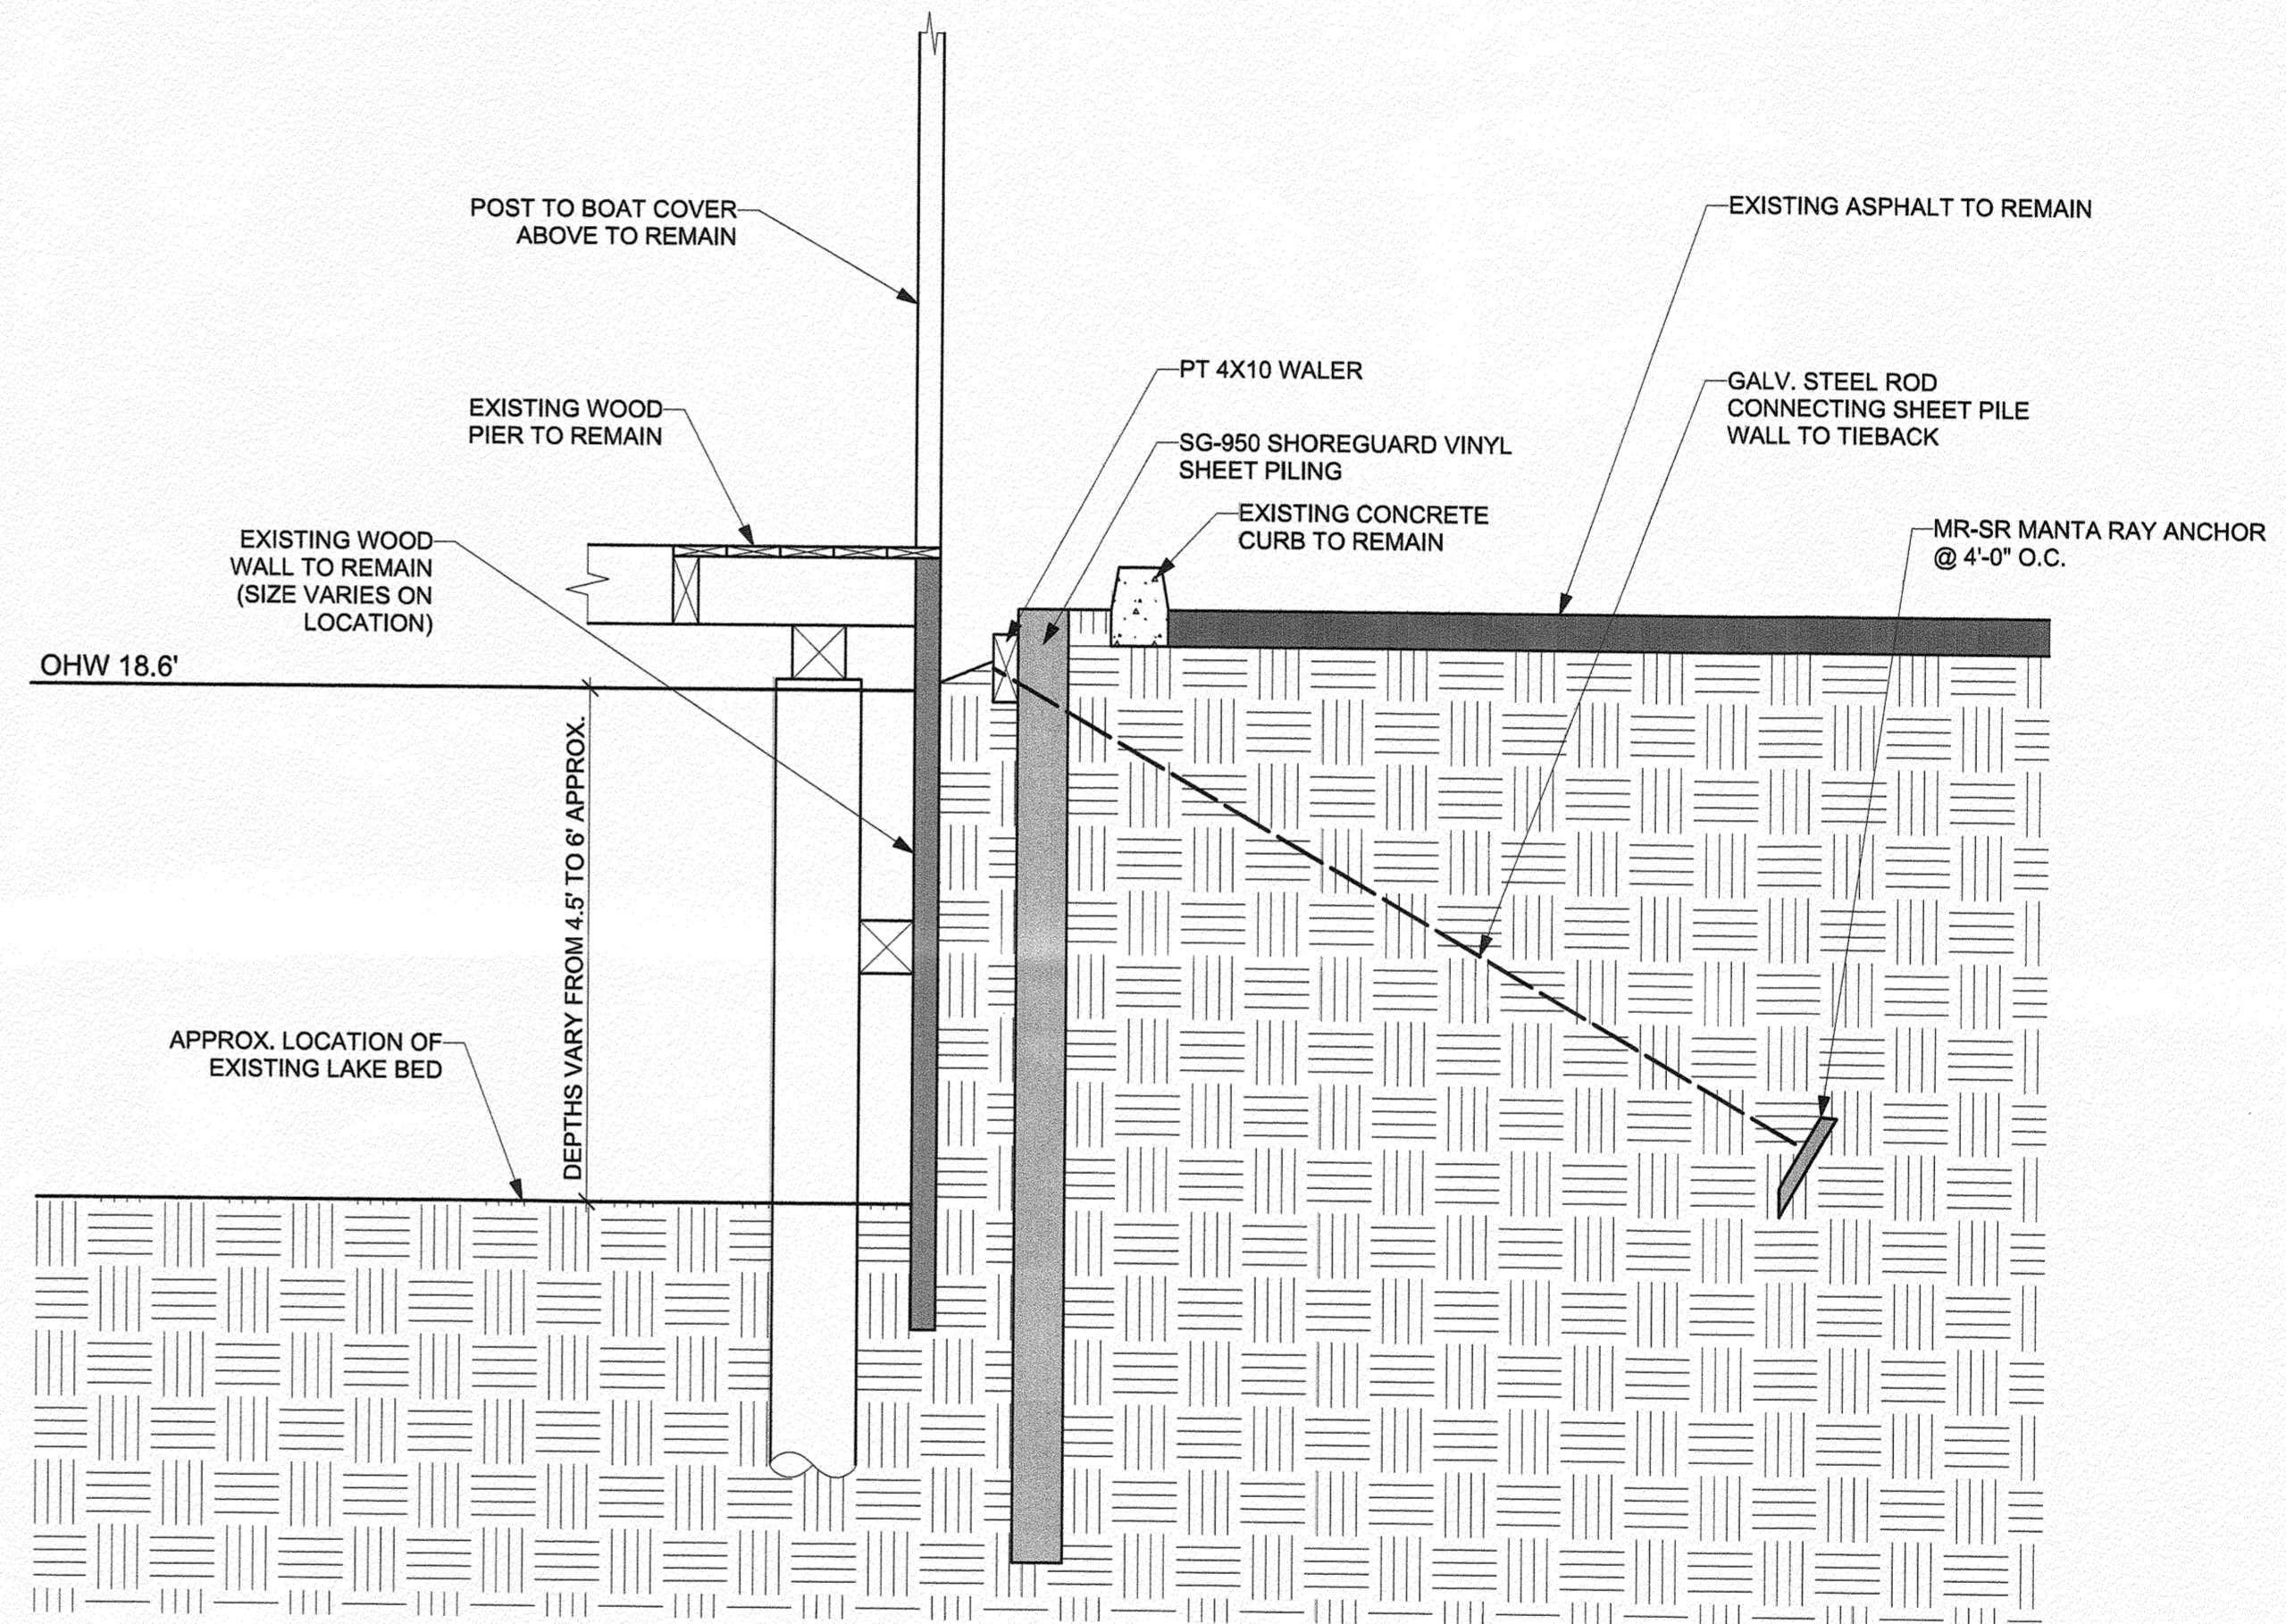 POST TO BOAT COVER
ABOVE TO REMAIN
EXISTING ASPHALT TO REMAIN
PT 4X10 WALER
GALV. STEEL ROD
CONNECTING SHEET PILE
WALL TO TIEBACK
EXISTING WOOD
PIER TO REMAIN
SG-950 SHOREGUARD VINYL
SHEET PILING
EXISTING CONCRETE
CURB TO REMAIN
MR-SR MANTA RAY ANCHOR
@ 4'-0" O.C.
EXISTING WOOD
WALL TO REMAIN
(SIZE VARIES ON
LOCATION)
OHW 18.6'
DEPTHS VARY FROM 4.5' TO 6' APPROX.
APPROX. LOCATION OF
EXISTING LAKE BED